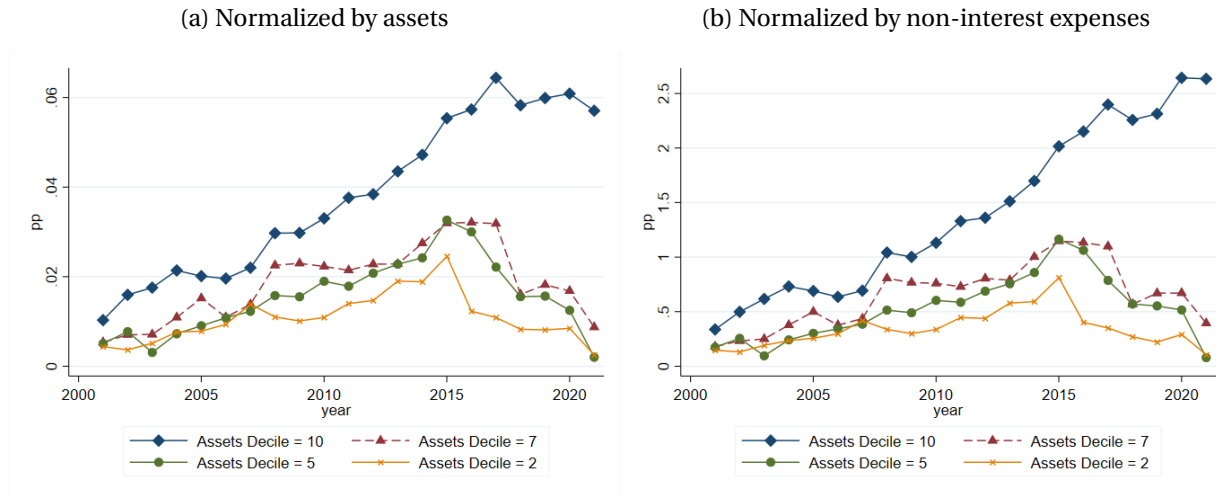 (a) Normalized by assets
.06
.04
.02
0
pp
2000 2005 2010 2015 2020
year
Assets Decile = 10 Assets Decile = 7
Assets Decile = 5 Assets Decile = 2
(b) Normalized by non-interest expenses
2.5
2
1.5
1
.5
0
pp
2000 2005 2010 2015 2020
year
Assets Decile = 10 Assets Decile = 7
Assets Decile = 5 Assets Decile = 2